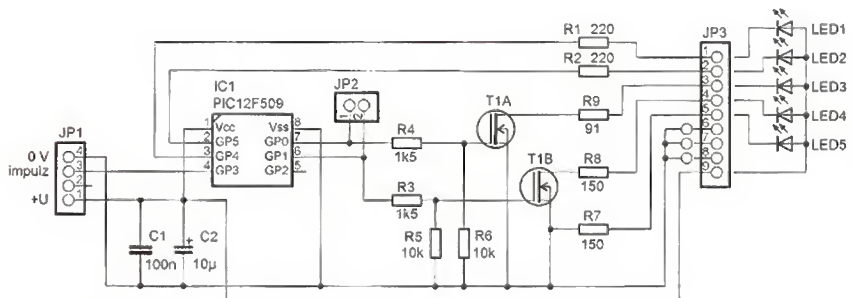 R1 220
JP3
LED1
R2 220
LED2
IC1
PIC12F509
JP2
T1A
R9
91
LED3
LED4
LED5
JP1
0 V
impulz
+U
4
3
2
1
1
2
3
4
Vcc
GP5
GP4
GP3
Vss
GP0
GP1
GP2
8
7
6
5
1
2
R4
1k5
R3
1k5
T1B
R8
150
R7
150
R5
10k
R6
10k
C1
100n
C2
+
10µ
1
2
3
4
5
6
7
8
9